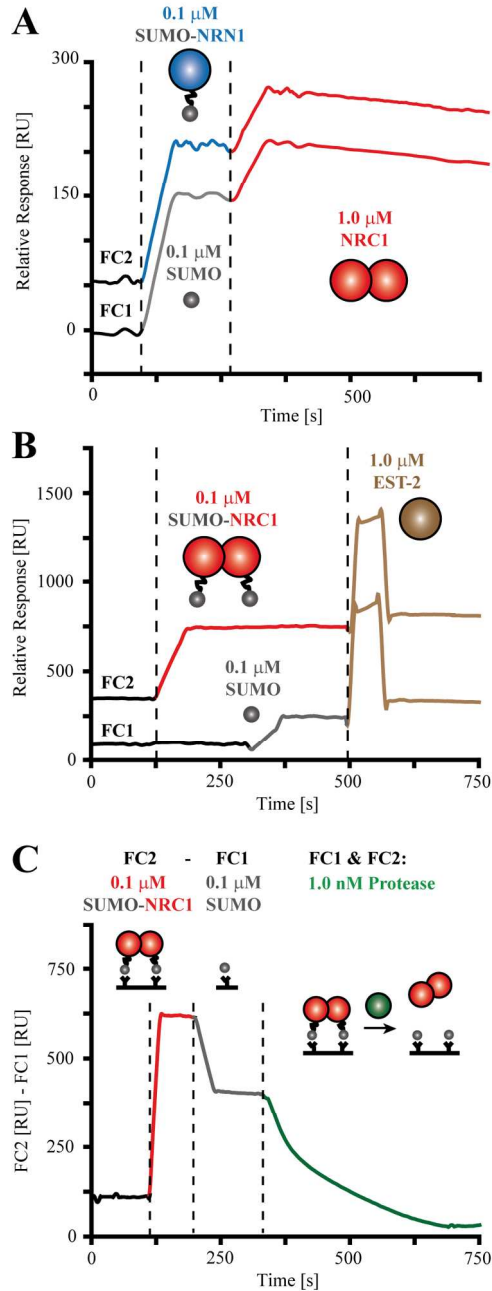 A
0.1 μM
SUMO-NRN1
300
150
0
Relative Response [RU]
FC2
FC1
0.1 μM
SUMO
1.0 μM
NRC1
0
500
Time [s]
B
1500
1000
500
250
0
Relative Response [RU]
0.1 μM
SUMO-NRC1
1.0 μM
EST-2
FC2
FC1
0.1 μM
SUMO
0
250
500
750
Time [s]
C
FC2 - FC1
FC1 & FC2:
0.1 μM
0.1 μM
1.0 nM Protease
SUMO-NRC1
SUMO
750
500
250
0
FC2 [RU] - FC1 [RU]
0
250
500
750
Time [s]